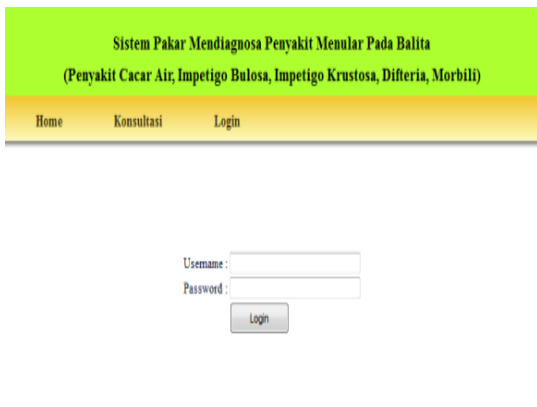 Sistem Pakar Mendiagnosa Penyakit Menular Pada Balita
(Penyakit Cacar Air, Impetigo Bulosa, Impetigo Krustosa, Difteria, Morbili)
Home Konsultasi Login
Username :
Password :
Login